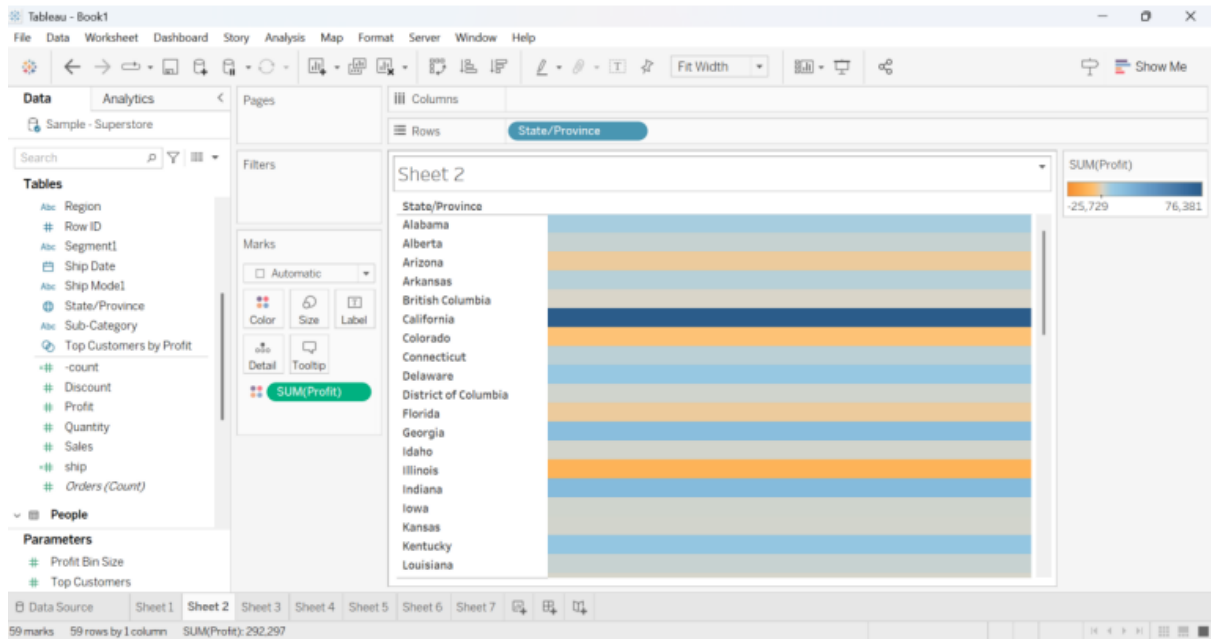 Tableau - Book1
File Data Worksheet Dashboard Story Analysis Map Format Server Window Help
Fit Width
Show Me
Data Analytics
Sample - Superstore
Search
Tables
Abc Region
# Row ID
Abc Segment1
Ship Date
Abc Ship Mode1
State/Province
Abc Sub-Category
Top Customers by Profit
=# -count
# Discount
# Profit
# Quantity
# Sales
=# ship
# Orders (Count)
People
Parameters
# Profit Bin Size
# Top Customers
Pages
Filters
Marks
Automatic
Color Size Label
Detail Tooltip
SUM(Profit)
Columns
Rows State/Province
Sheet 2
State/Province
Alabama
Alberta
Arizona
Arkansas
British Columbia
California
Colorado
Connecticut
Delaware
District of Columbia
Florida
Georgia
Idaho
Illinois
Indiana
Iowa
Kansas
Kentucky
Louisiana
SUM(Profit)
-25,729 76,381
Data Source Sheet 1 Sheet 2 Sheet 3 Sheet 4 Sheet 5 Sheet 6 Sheet 7
59 marks 59 rows by 1 column SUM(Profit): 292,297